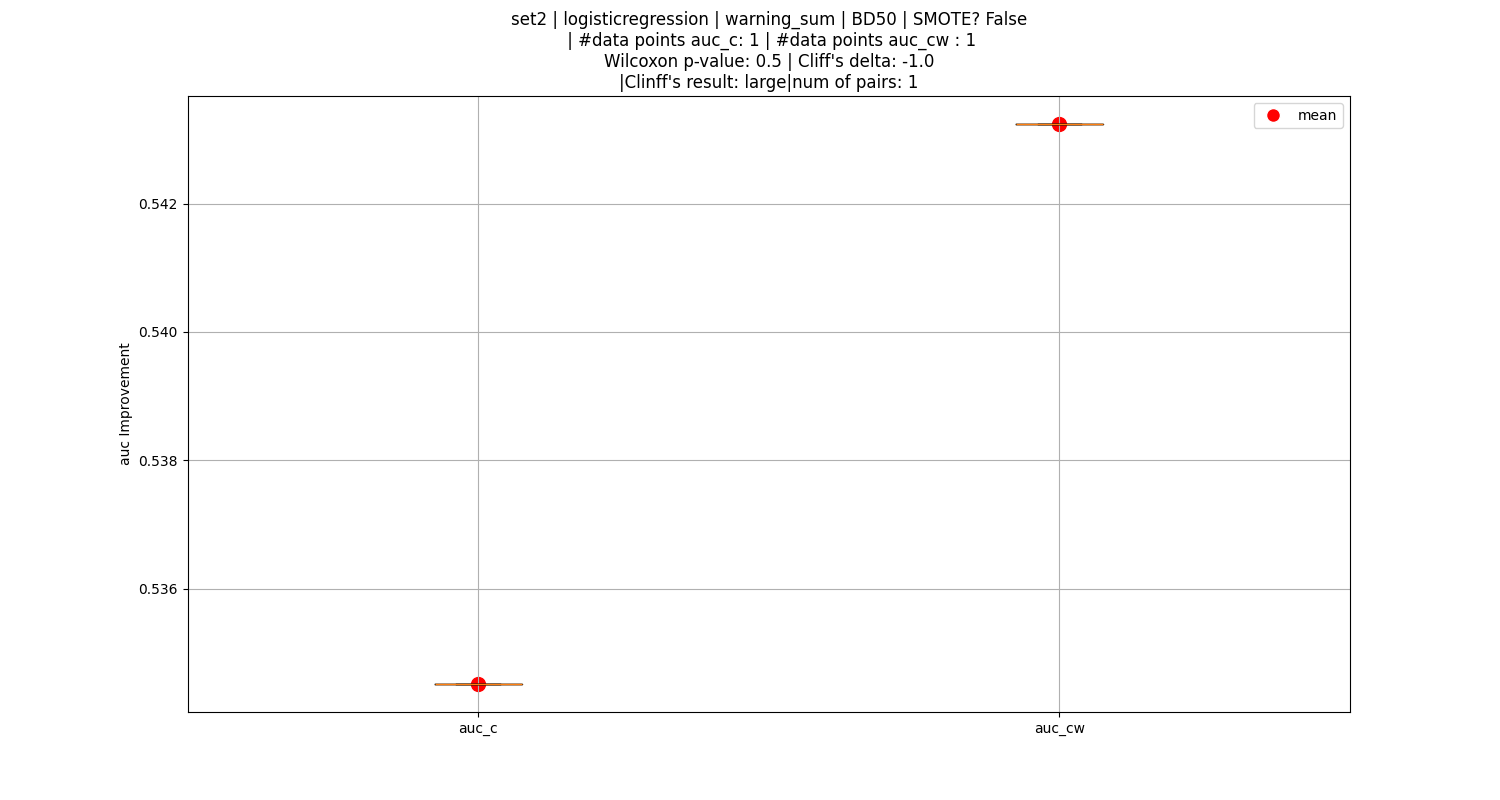 set2 | logisticregression | warning_sum | BD50 | SMOTE? False
| #data points auc_c: 1 | #data points auc_cw : 1
Wilcoxon p-value: 0.5 | Cliff's delta: -1.0
|Clinff's result: large|num of pairs: 1
mean
0.542
0.540
0.538
0.536
auc Improvement
auc_c
auc_cw